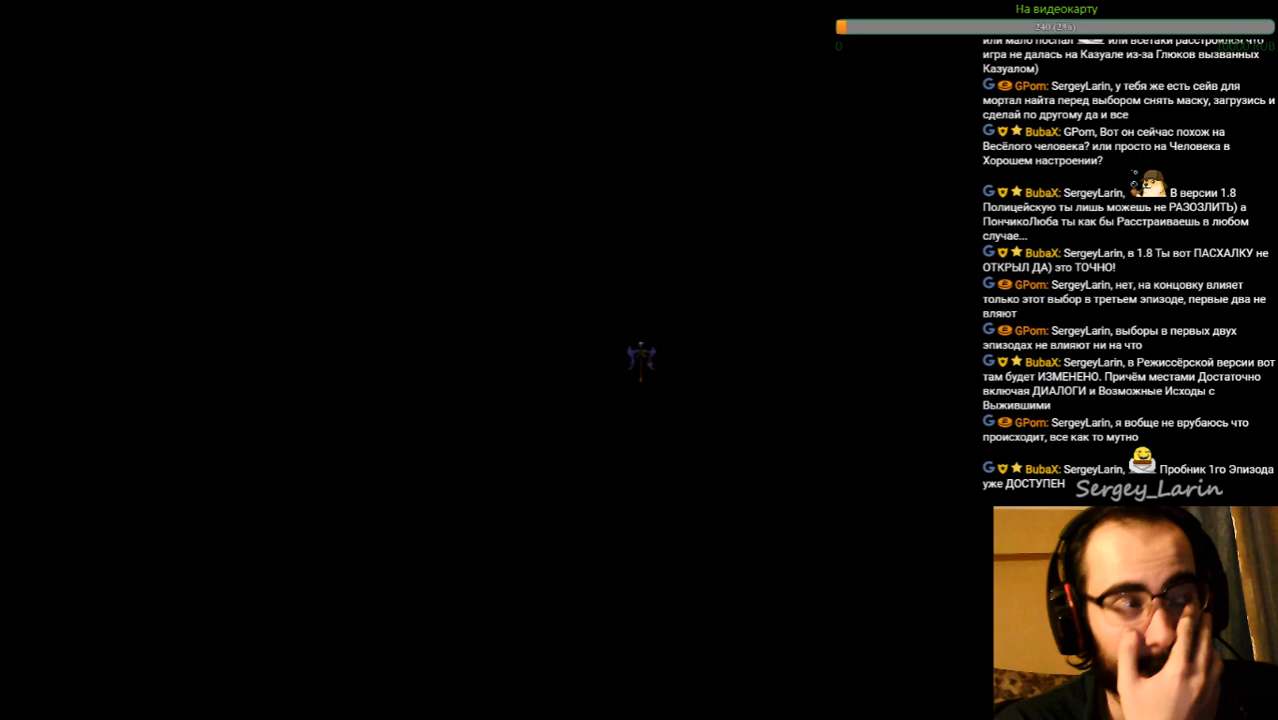 На видеокарту
240 (2%)
0
10000 RUB
или мало поспал или всётаки расстроился что
игра не далась на Казуале из-за Глюков вызванных
Казуалом)
GPom: SergeyLarin, у тебя же есть сейв для
мортал найта перед выбором снять маску, загрузись и
сделай по другому да и все
BubaX: GPom, Вот он сейчас похож на
Весёлого человека? или просто на Человека в
Хорошем настроении?
BubaX: SergeyLarin, В версии 1.8
Полицейскую ты лишь можешь не РАЗОЗЛИТЬ) а
ПончикоЛюба ты как бы Расстраиваешь в любом
случае...
BubaX: SergeyLarin, в 1.8 Ты вот ПАСХАЛКУ не
ОТКРЫЛ ДА) это ТОЧНО!
GPom: SergeyLarin, нет, на концовку влияет
только этот выбор в третьем эпизоде, первые два не
вляют
GPom: SergeyLarin, выборы в первых двух
эпизодах не влияют ни на что
BubaX: SergeyLarin, в Режиссёрской версии вот
там будет ИЗМЕНЕНО. Причём местами Достаточно
включая ДИАЛОГИ и Возможные Исходы с
Выжившими
GPom: SergeyLarin, я вобще не врубаюсь что
происходит, все как то мутно
BubaX: SergeyLarin, Пробник 1го Эпизода
уже ДОСТУПЕН
Sergey_Larin